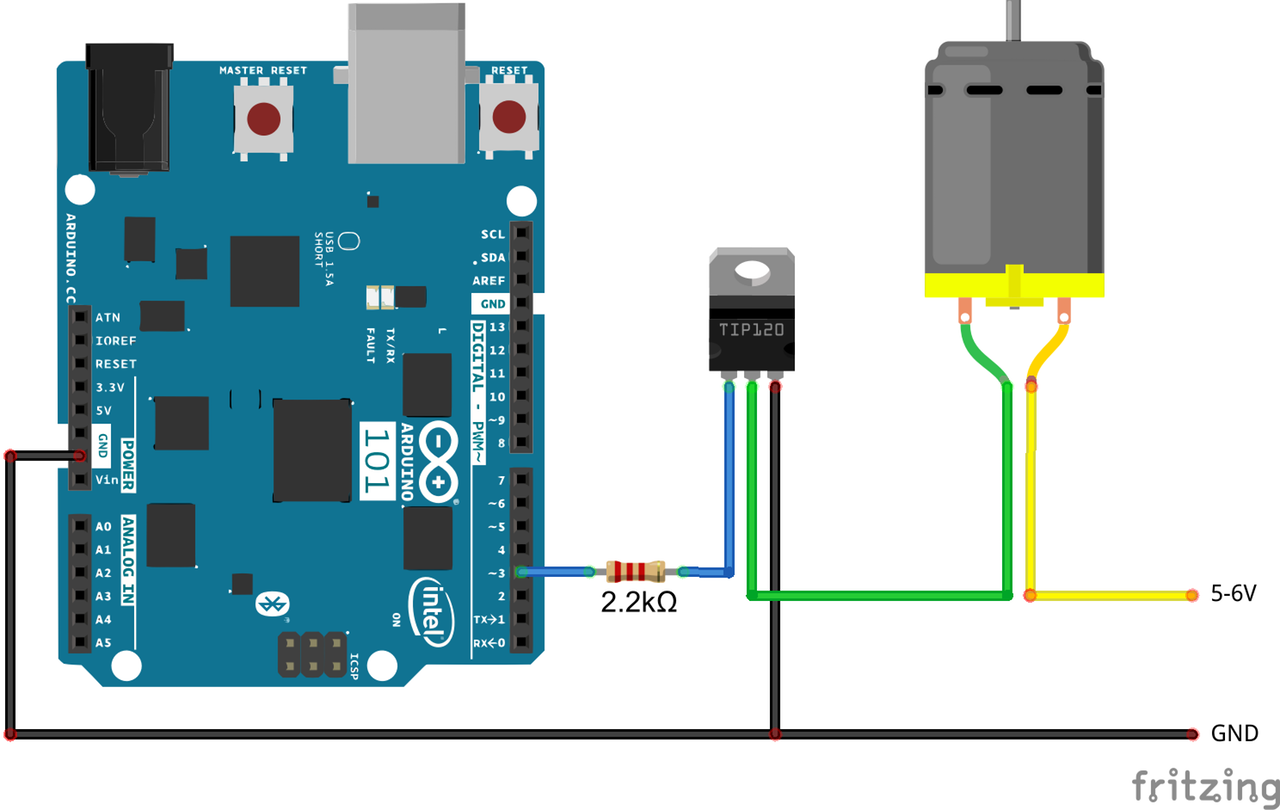 MASTER RESET
RESET
ARDUINO.CC
USB 1.5A
SHORT
SCL
SDA
AREF
GND
13
12
11
10
~9
8
DIGITAL - PWM~
L
TX/RX
FAULT
ATN
IOREF
RESET
3.3V
5V
GND
Vin
POWER
101
ARDUINO
7
~6
~5
4
~3
2
TX→1
RX←0
A0
A1
A2
A3
A4
A5
ANALOG IN
intel
ON
ICSP
TIP120
2.2kΩ
5-6V
GND
fritzing